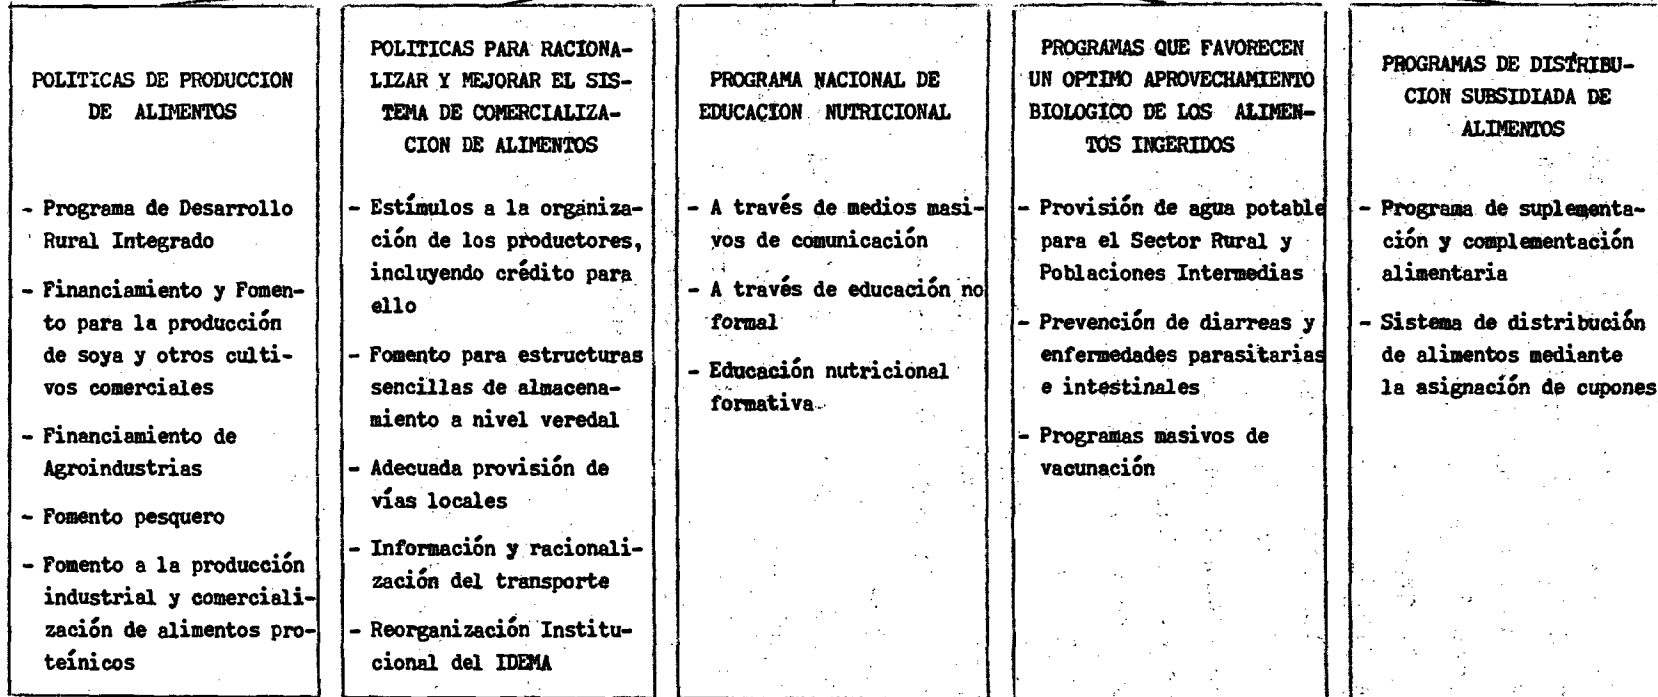 POLITICAS DE PRODUCCION
DE ALIMENTOS
- Programa de Desarrollo
Rural Integrado
- Financiamiento y Fomen-
to para la producción
de soya y otros culti-
vos comerciales
- Financiamiento de
Agroindustrias
- Fomento pesquero
- Fomento a la producción
industrial y comerciali-
zación de alimentos pro-
teínicos
POLITICAS PARA RACIONA-
LIZAR Y MEJORAR EL SIS-
TEMA DE COMERCIALIZA-
CION DE ALIMENTOS
- Estímulos a la organiza-
ción de los productores,
incluyendo crédito para
ello
- Fomento para estructuras
sencillas de almacena-
miento a nivel veredal
- Adecuada provisión de
vías locales
- Información y racionali-
zación del transporte
- Reorganización Institu-
cional del IDEMA
PROGRAMA NACIONAL DE
EDUCACION NUTRICIONAL
- A través de medios masi-
vos de comunicación
- A través de educación no
formal
- Educación nutricional
formativa
PROGRAMAS QUE FAVORECEN
UN OPTIMO APROVECHAMIENTO
BIOLOGICO DE LOS ALIMEN-
TOS INGERIDOS
- Provisión de agua potable
para el Sector Rural y
Poblaciones Intermedias
- Prevención de diarreas y
enfermedades parasitarias
e intestinales
- Programas masivos de
vacunación
PROGRAMAS DE DISTRIBU-
CION SUBSIDIADA DE
ALIMENTOS
- Programa de suplementa-
ción y complementación
alimentaria
- Sistema de distribución
de alimentos mediante
la asignación de cupones